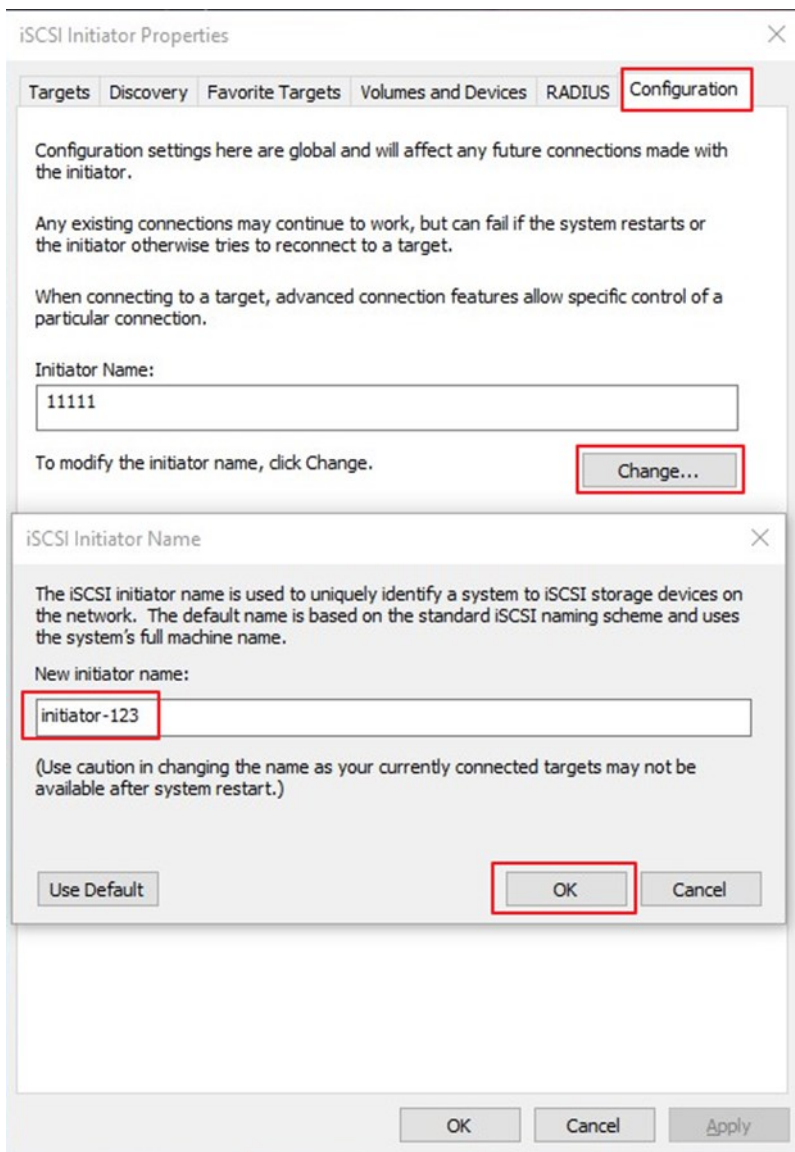 iSCSI Initiator Properties
Targets Discovery Favorite Targets Volumes and Devices RADIUS Configuration
Configuration settings here are global and will affect any future connections made with
the initiator.
Any existing connections may continue to work, but can fail if the system restarts or
the initiator otherwise tries to reconnect to a target.
When connecting to a target, advanced connection features allow specific control of a
particular connection.
Initiator Name:
11111
To modify the initiator name, click Change.
Change...
iSCSI Initiator Name
The iSCSI initiator name is used to uniquely identify a system to iSCSI storage devices on
the network.  The default name is based on the standard iSCSI naming scheme and uses
the system's full machine name.
New initiator name:
initiator-123
(Use caution in changing the name as your currently connected targets may not be
available after system restart.)
Use Default OK Cancel
OK Cancel Apply